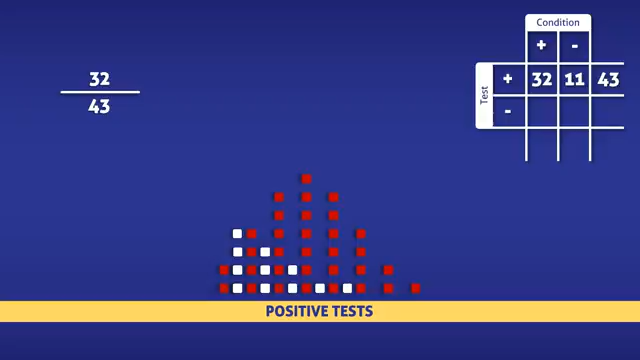 Condition
+ -
32
43
Test
+ 32 11 43
-
POSITIVE TESTS